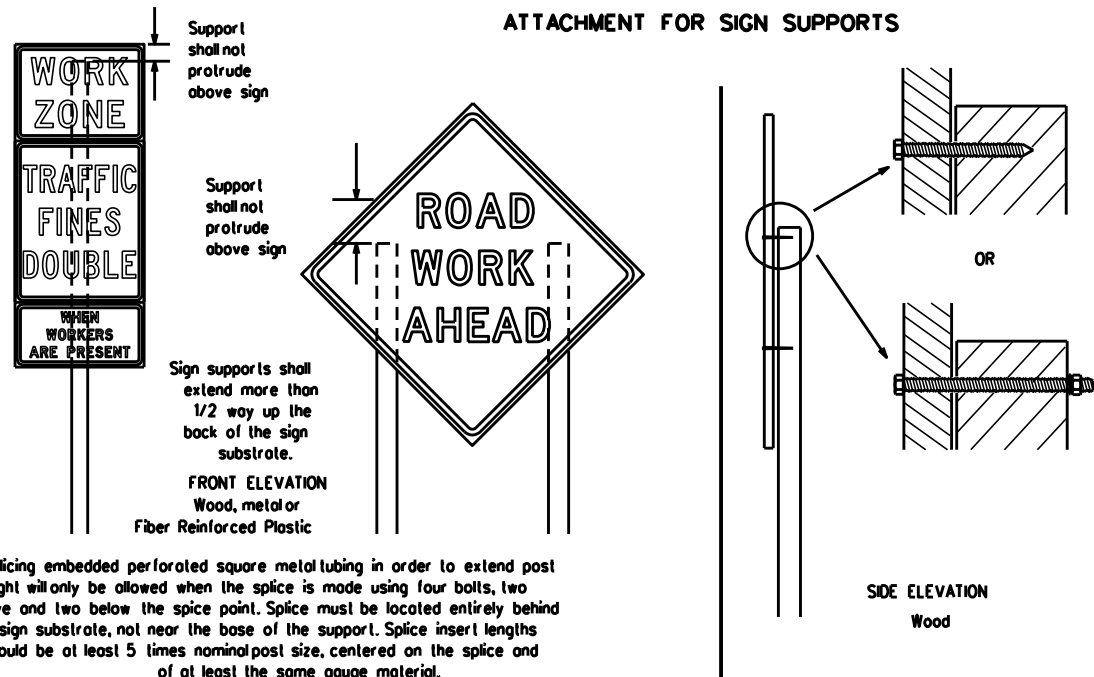 ATTACHMENT FOR SIGN SUPPORTS
Support
shall not
protrude
above sign
WORK
ZONE
TRAFFIC
FINES
DOUBLE
WHEN
WORKERS
ARE PRESENT
Support
shall not
protrude
above sign
ROAD
WORK
AHEAD
Sign supports shall
extend more than
1/2 way up the
back of the sign
substrate.
FRONT ELEVATION
Wood, metal or
Fiber Reinforced Plastic
OR
SIDE ELEVATION
Wood
licing embedded perforated square metal tubing in order to extend post
ght will only be allowed when the splice is made using four bolts, two
ve and two below the spice point. Splice must be located entirely behind
sign substrate, not near the base of the support. Splice insert lengths
ould be at least 5 times nominal post size, centered on the splice and
of at least the same gauge material.